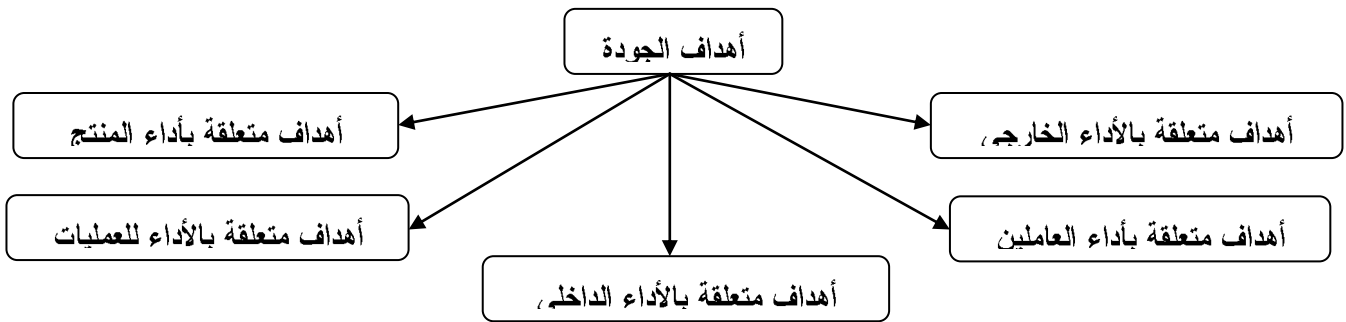 أهداف الجودة
أهداف متعلقة بالأداء الخارجي
أهداف متعلقة بأداء المنتج
أهداف متعلقة بأداء العاملين
أهداف متعلقة بالأداء للعمليات
أهداف متعلقة بالأداء الداخلي